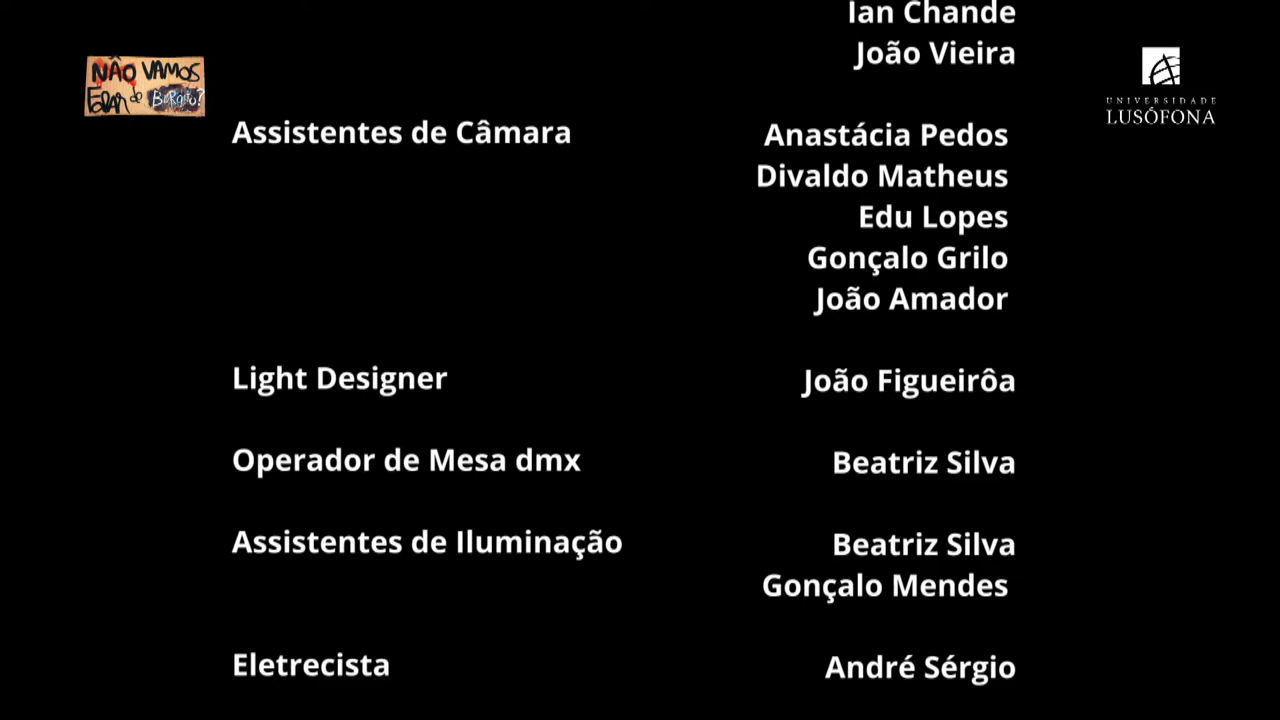 Ian Chande
João Vieira
NÃO VAMOS
FALAR de BURGESO?
UNIVERSIDADE
LUSÓFONA
Assistentes de Câmara Anastácia Pedos
Divaldo Matheus
Edu Lopes
Gonçalo Grilo
João Amador
Light Designer João Figueirôa
Operador de Mesa dmx Beatriz Silva
Assistentes de Iluminação Beatriz Silva
Gonçalo Mendes
Eletrecista André Sérgio